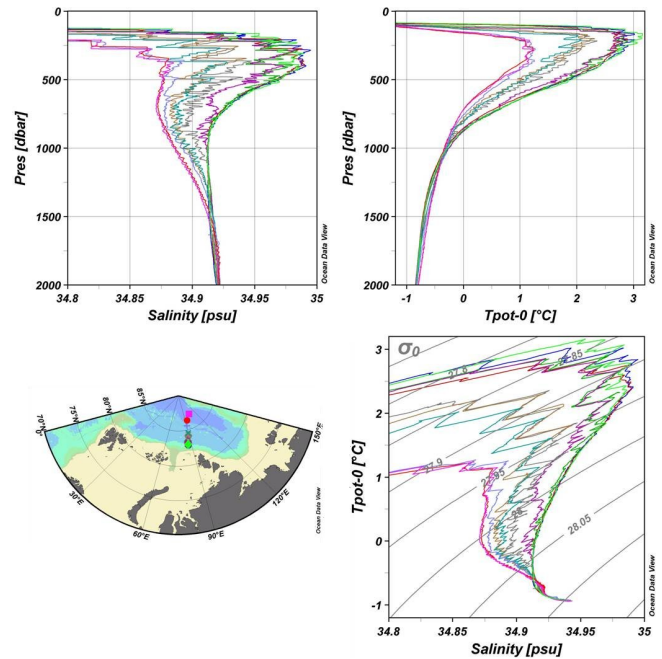 0
500
1000
1500
2000
Pres [dbar]
34.8
34.85
34.9
34.95
35
Salinity [psu]
Ocean Data View
0
500
1000
1500
2000
Pres [dbar]
-1
0
1
2
3
Tpot-0 [°C]
Ocean Data View
70°N
75°N
80°N
85°N
30°E
60°E
90°E
120°E
150°E
Ocean Data View
σ0
3
2
1
0
-1
Tpot-0 [°C]
27.8
27.85
27.9
27.95
28
28.05
34.8
34.85
34.9
34.95
35
Salinity [psu]
Ocean Data View